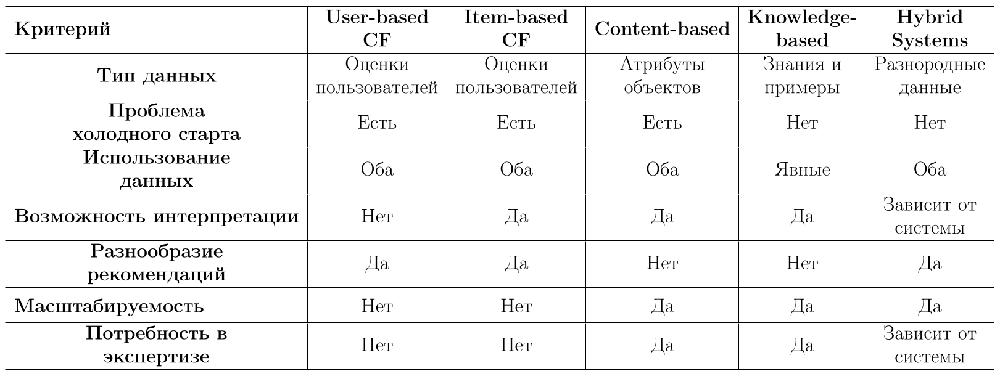 Критерий User-based CF Item-based CF Content-based Knowledge-based Hybrid Systems
Тип данных Оценки пользователей Оценки пользователей Атрибуты объектов Знания и примеры Разнородные данные
Проблема холодного старта Есть Есть Есть Нет Нет
Использование данных Оба Оба Оба Явные Оба
Возможность интерпретации Нет Да Да Да Зависит от системы
Разнообразие рекомендаций Да Да Нет Нет Да
Масштабируемость Нет Нет Да Да Да
Потребность в экспертизе Нет Нет Да Да Зависит от системы